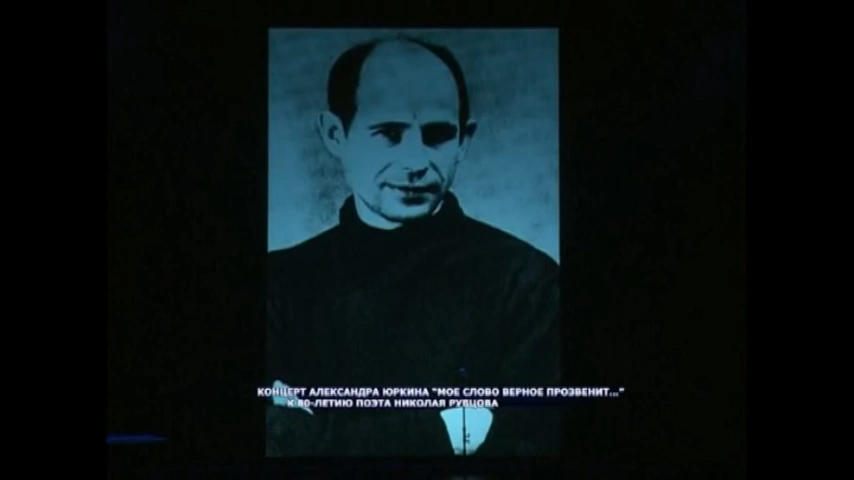 КОНЦЕРТ АЛЕКСАНДРА ЮРКИНА "МОЕ СЛОВО ВЕРНОЕ ПРОЗВЕНИТ..."
К 80-ЛЕТИЮ ПОЭТА НИКОЛАЯ РУБЦОВА